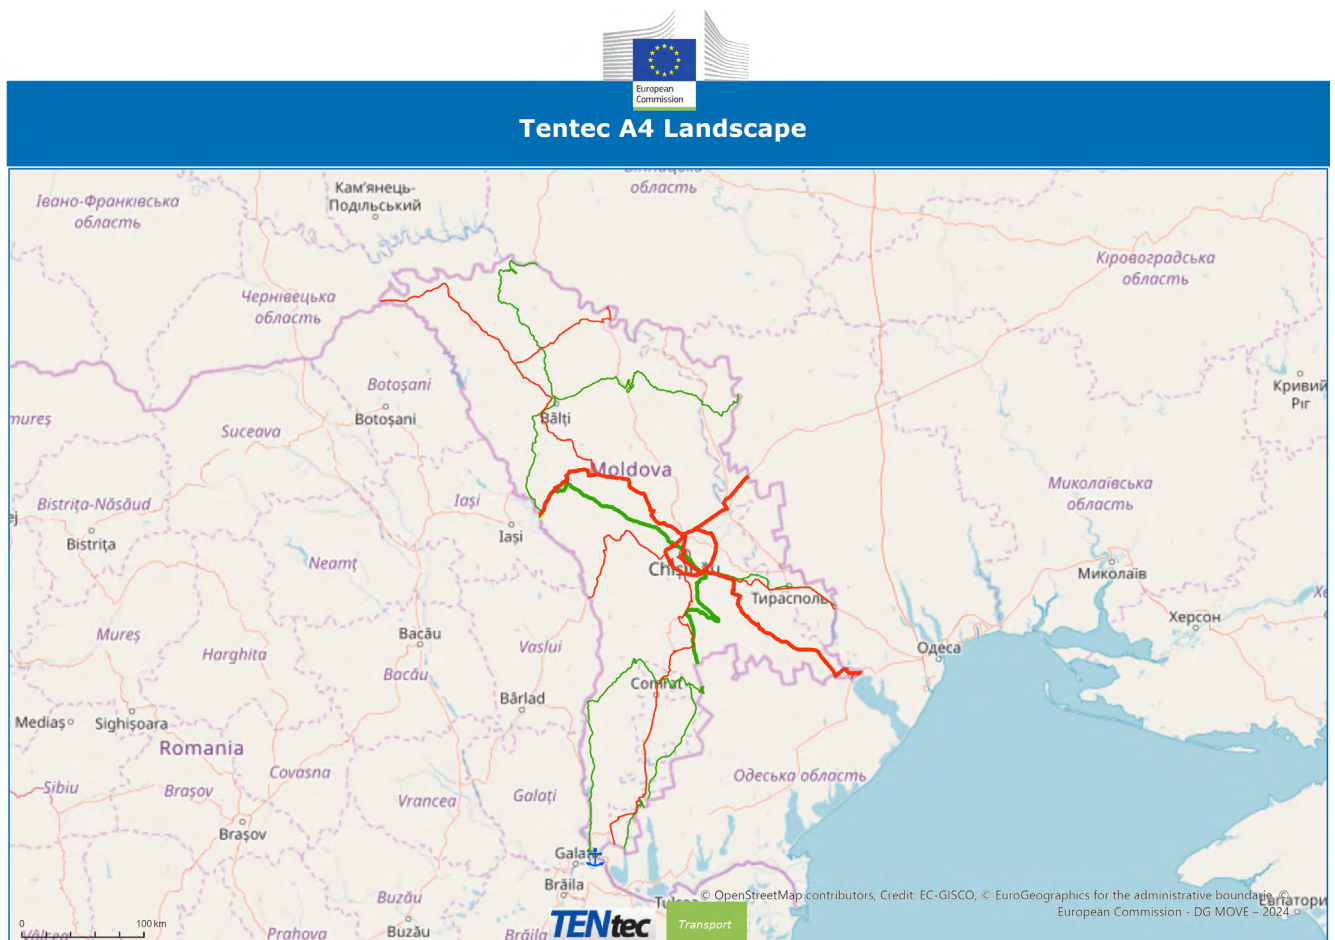 European
Commission
Tentec A4 Landscape
область
Кам'янець-
Подільський
Івано-Франківська
область
Кіровоградська
область
Чернівецька
область
Botoșani
Botoșani
Кривий
Ріг
Bălți
Suceava
Moldova
Миколаївська
область
Bistrița-Năsăud
Iași
Iași
Bistrița
Neamț
Миколаїв
Тирасполь
Херсон
Mureș
Bacău
Harghita
Vaslui
Одеса
Bacău
Comrat
Bârlad
Mediaș
Sighișoara
Romania
Covasna
Одеська область
Sibiu
Brașov
Galați
Vrancea
Brașov
Brăila
Buzău
© OpenStreetMap contributors, Credit: EC-GISCO, © EuroGeographics for the administrative boundarie, ©
European Commission - DG MOVE – 2024
0
100 km
TENtec
Transport
Buzău
Prahova
Brăila